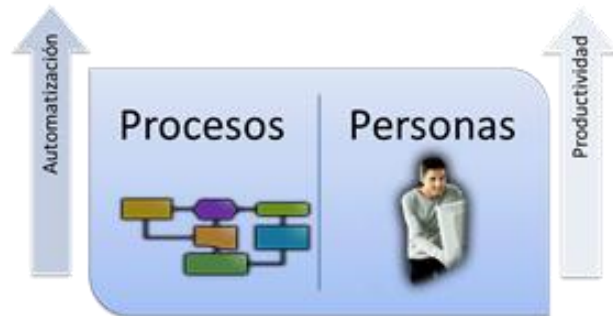 Automatización
Procesos
Personas
Productividad